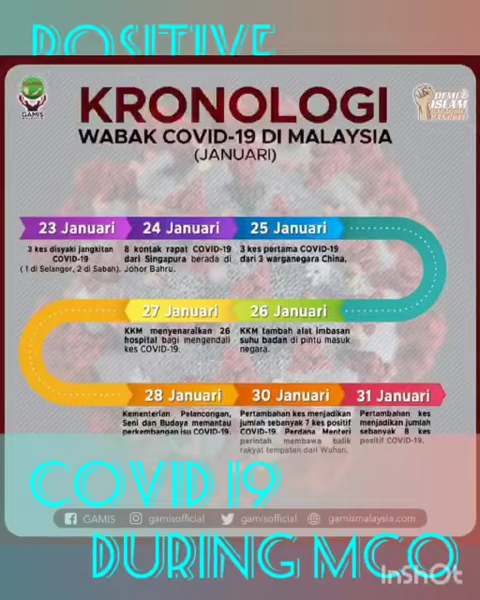 POSITIVE
GAMIS
DEMI
ISLAM
KRONOLOGI
WABAK COVID-19 DI MALAYSIA
(JANUARI)
23 Januari
24 Januari
25 Januari
3 kes disyaki jangkitan
COVID-19
( 1 di Selangor, 2 di Sabah).
8 kontak rapat COVID-19
dari Singapura berada di
Johor Bahru.
3 kes pertama COVID-19
dari 3 warganegara China.
27 Januari
26 Januari
KKM menyenaraikan 26
hospital bagi mengendali
kes COVID-19.
KKM tambah alat imbasan
suhu badan di pintu masuk
negara.
28 Januari
30 Januari
31 Januari
Kementerian Pelancongan,
Seni dan Budaya memantau
perkembangan isu COVID-19.
Pertambahan kes menjadikan
jumlah sebanyak 7 kes positif
COVID-19. Perdana Menteri
perintah membawa balik
rakyat tempatan dari Wuhan.
Pertambahan kes
menjadikan jumlah
sebanyak 8 kes
positif COVID-19.
COVID 19
GAMIS
gamisofficial
gamisofficial
gamismalaysia.com
DURING MCO
InShOt